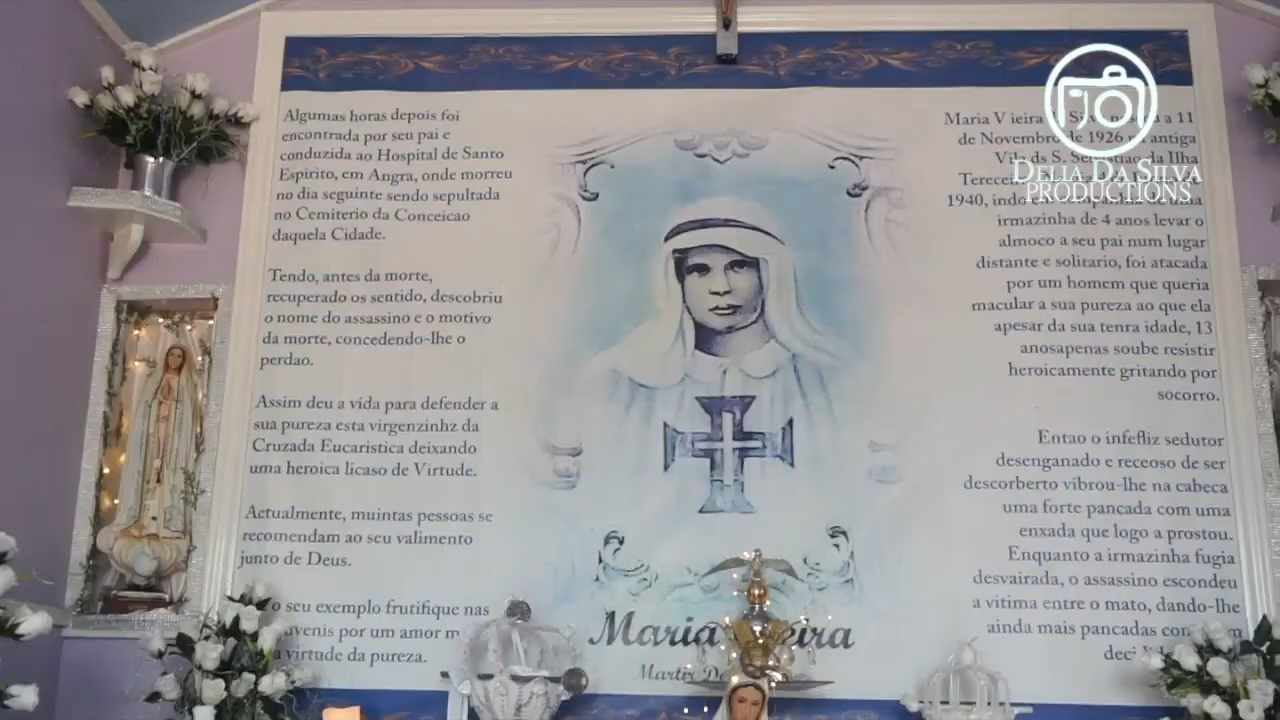 Algumas horas depois foi
encontrada por seu pai e
conduzida ao Hospital de Santo
Espirito, em Angra, onde morreu
no dia seguinte sendo sepultada
no Cemiterio da Conceicao
daquela Cidade.
Tendo, antes da morte,
recuperado os sentido, descobriu
o nome do assassino e o motivo
da morte, concedendo-lhe o
perdao.
Assim deu a vida para defender a
sua pureza esta virgenzinhz da
Cruzada Eucaristica deixando
uma heroica licaso de Virtude.
Actualmente, muintas pessoas se
recomendam ao seu valimento
junto de Deus.
o seu exemplo frutifique nas
por um amor
virtude da pureza.
Maria
Martir
Maria V ieira a 11
de Novembro de 1926 antiga
da Ilha
1940,
irmazinha de 4 anos levar o
almoco a seu pai num lugar
distante e solitario, foi atacada
por um homem que queria
macular a sua pureza ao que ela
apesar da sua tenra idade, 13
anosapenas soube resistir
heroicamente gritando por
socorro.
Entao o infefliz sedutor
desenganado e receoso de ser
descorberto vibrou-lhe na cabeca
uma forte pancada com uma
enxada que logo a prostou.
Enquanto a irmazinha fugia
desvairada, o assassino escondeu
a vitima entre o mato, dando-lhe
ainda mais pancadas
DELIA DA SILVA
PRODUCTIONS